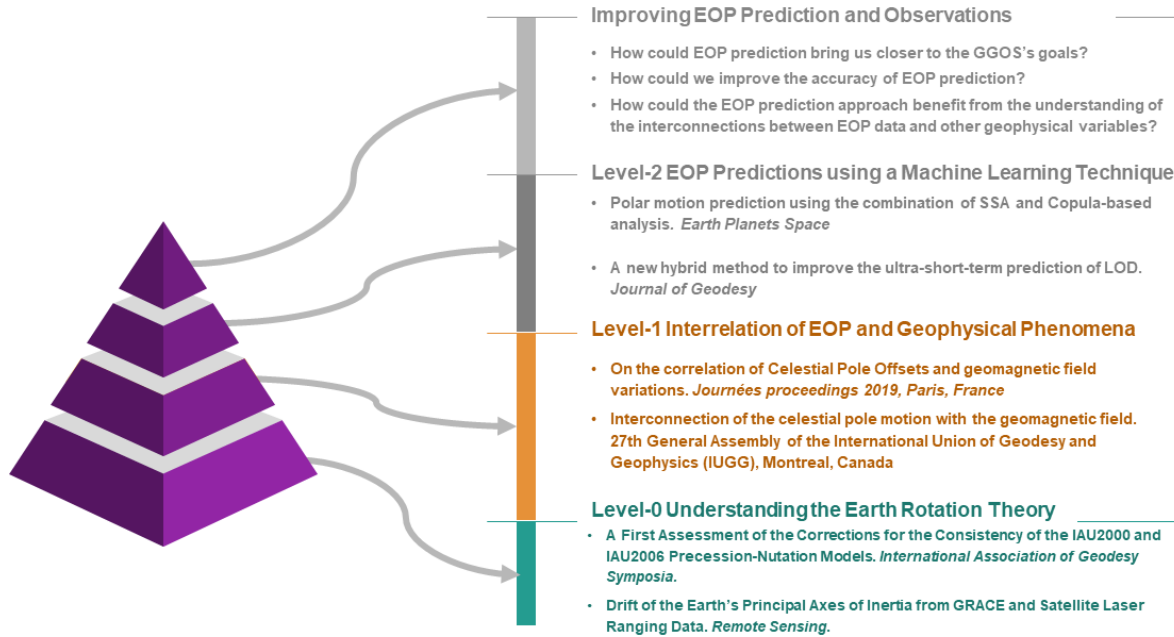 Improving EOP Prediction and Observations
• How could EOP prediction bring us closer to the GGOS's goals?
• How could we improve the accuracy of EOP prediction?
• How could the EOP prediction approach benefit from the understanding of
the interconnections between EOP data and other geophysical variables?
Level-2 EOP Predictions using a Machine Learning Technique
• Polar motion prediction using the combination of SSA and Copula-based
analysis. Earth Planets Space
• A new hybrid method to improve the ultra-short-term prediction of LOD.
Journal of Geodesy
Level-1 Interrelation of EOP and Geophysical Phenomena
• On the correlation of Celestial Pole Offsets and geomagnetic field
variations. Journées proceedings 2019, Paris, France
• Interconnection of the celestial pole motion with the geomagnetic field.
27th General Assembly of the International Union of Geodesy and
Geophysics (IUGG), Montreal, Canada
Level-0 Understanding the Earth Rotation Theory
• A First Assessment of the Corrections for the Consistency of the IAU2000 and
IAU2006 Precession-Nutation Models. International Association of Geodesy
Symposia.
• Drift of the Earth's Principal Axes of Inertia from GRACE and Satellite Laser
Ranging Data. Remote Sensing.